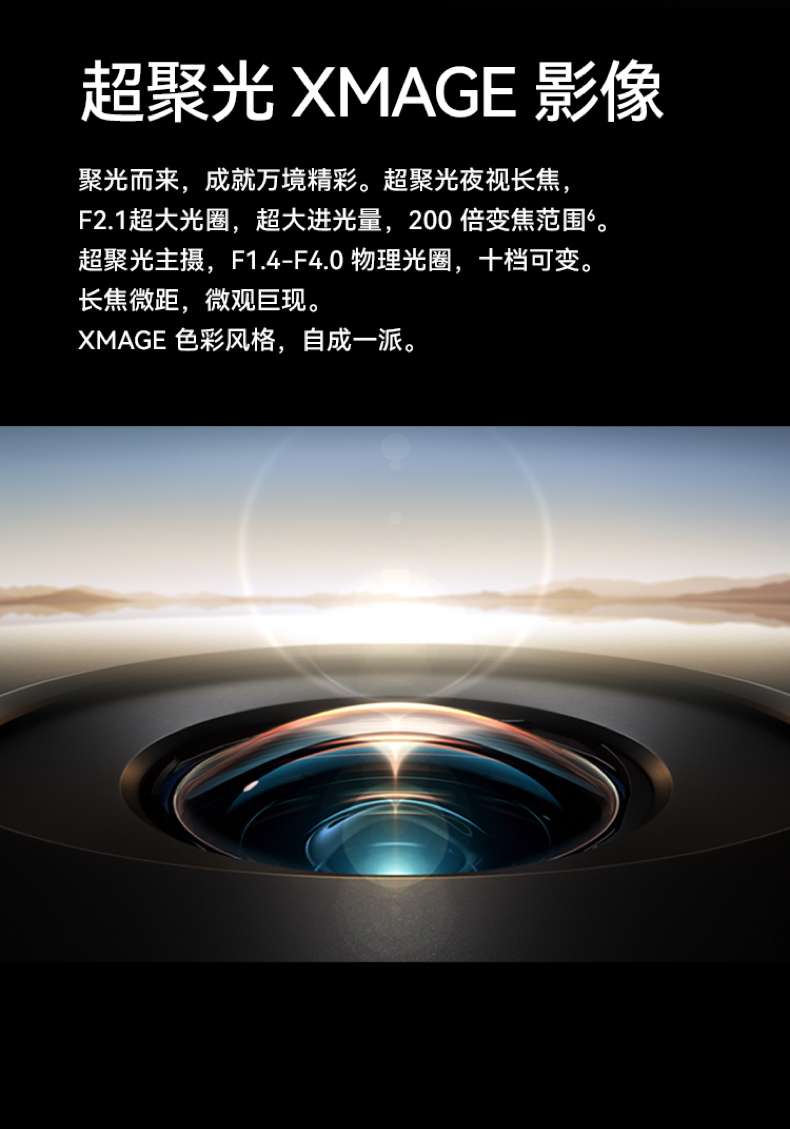 超聚光 XMAGE 影像
聚光而来，成就万境精彩。超聚光夜视长焦，
F2.1超大光圈，超大进光量，200 倍变焦范围⁶。
超聚光主摄，F1.4-F4.0 物理光圈，十档可变。
长焦微距，微观巨现。
XMAGE 色彩风格，自成一派。